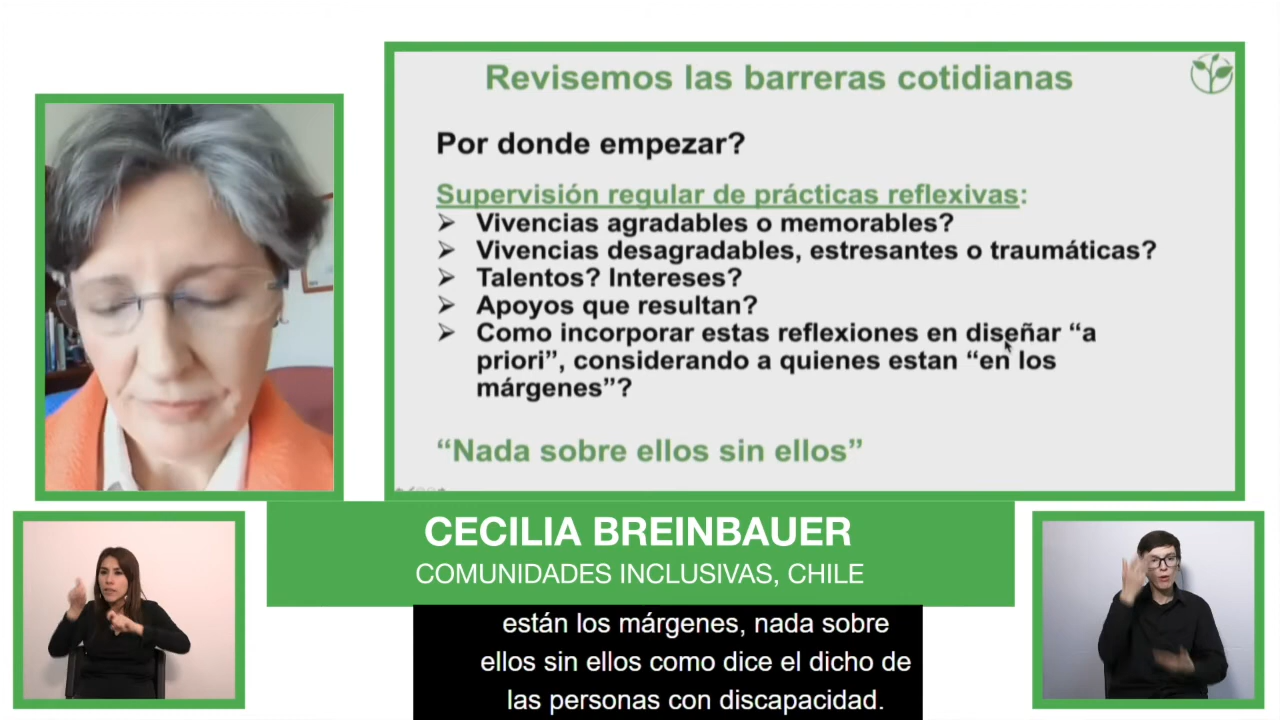 Revisemos las barreras cotidianas
Por donde empezar?
Supervisión regular de prácticas reflexivas:
➢ Vivencias agradables o memorables?
➢ Vivencias desagradables, estresantes o traumáticas?
➢ Talentos? Intereses?
➢ Apoyos que resultan?
➢ Como incorporar estas reflexiones en diseñar “a
priori”, considerando a quienes estan “en los
márgenes”?
“Nada sobre ellos sin ellos”
CECILIA BREINBAUER
COMUNIDADES INCLUSIVAS, CHILE
están los márgenes, nada sobre
ellos sin ellos como dice el dicho de
las personas con discapacidad.